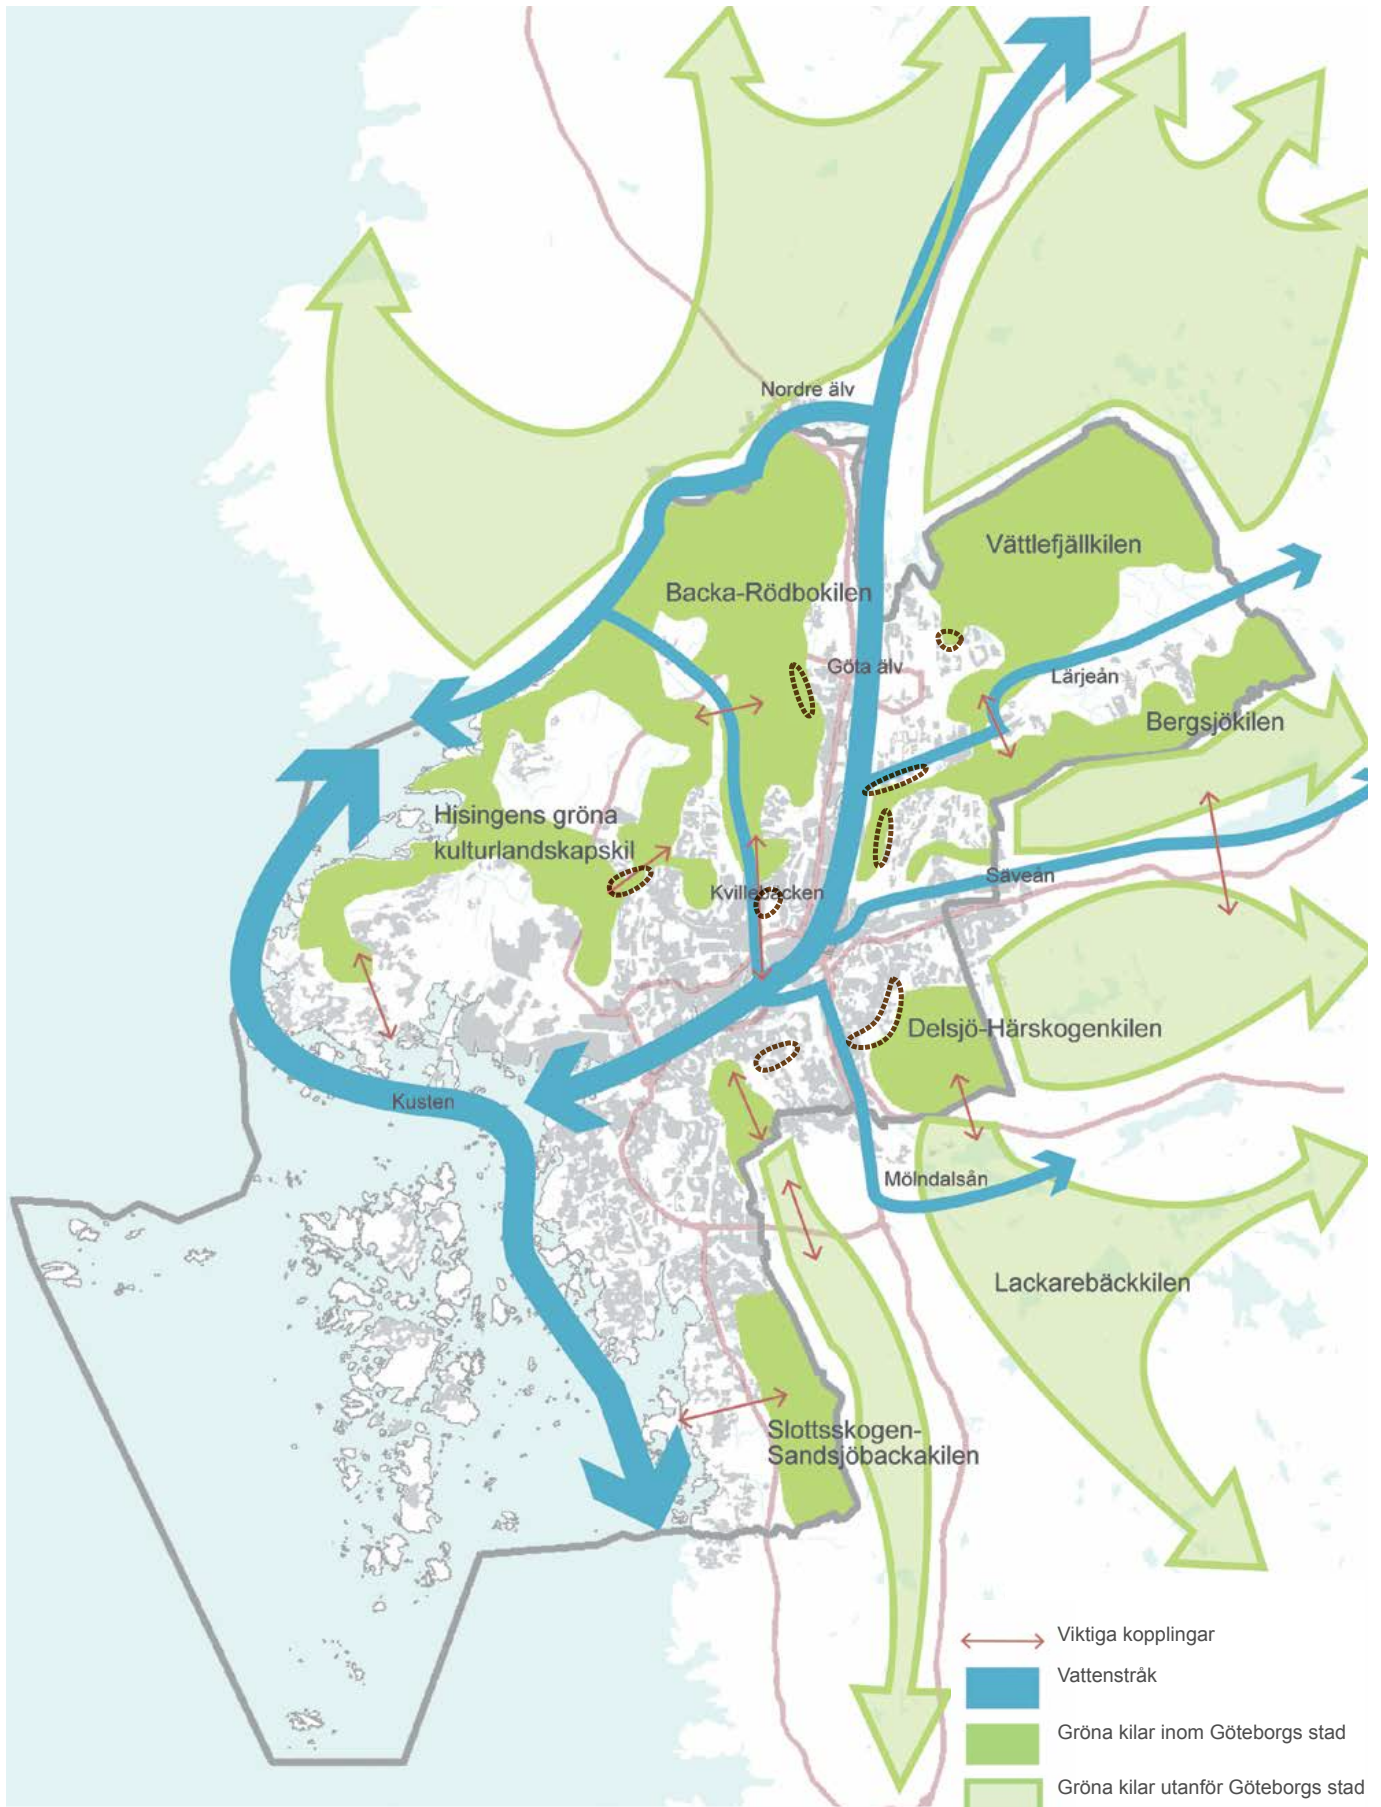 Nordre älv
Vättlefjällkilen
Backa-Rödbokilen
Göta älv
Lärjeån
Bergsjökilen
Hisingens gröna
kulturlandskapskil
Säveån
Kvillebäcken
Delsjö-Härskogenkilen
Kusten
Mölndalsån
Lackarebäckkilen
Slottsskogen-
Sandsjöbackakilen
Viktiga kopplingar
Vattenstråk
Gröna kilar inom Göteborgs stad
Gröna kilar utanför Göteborgs stad